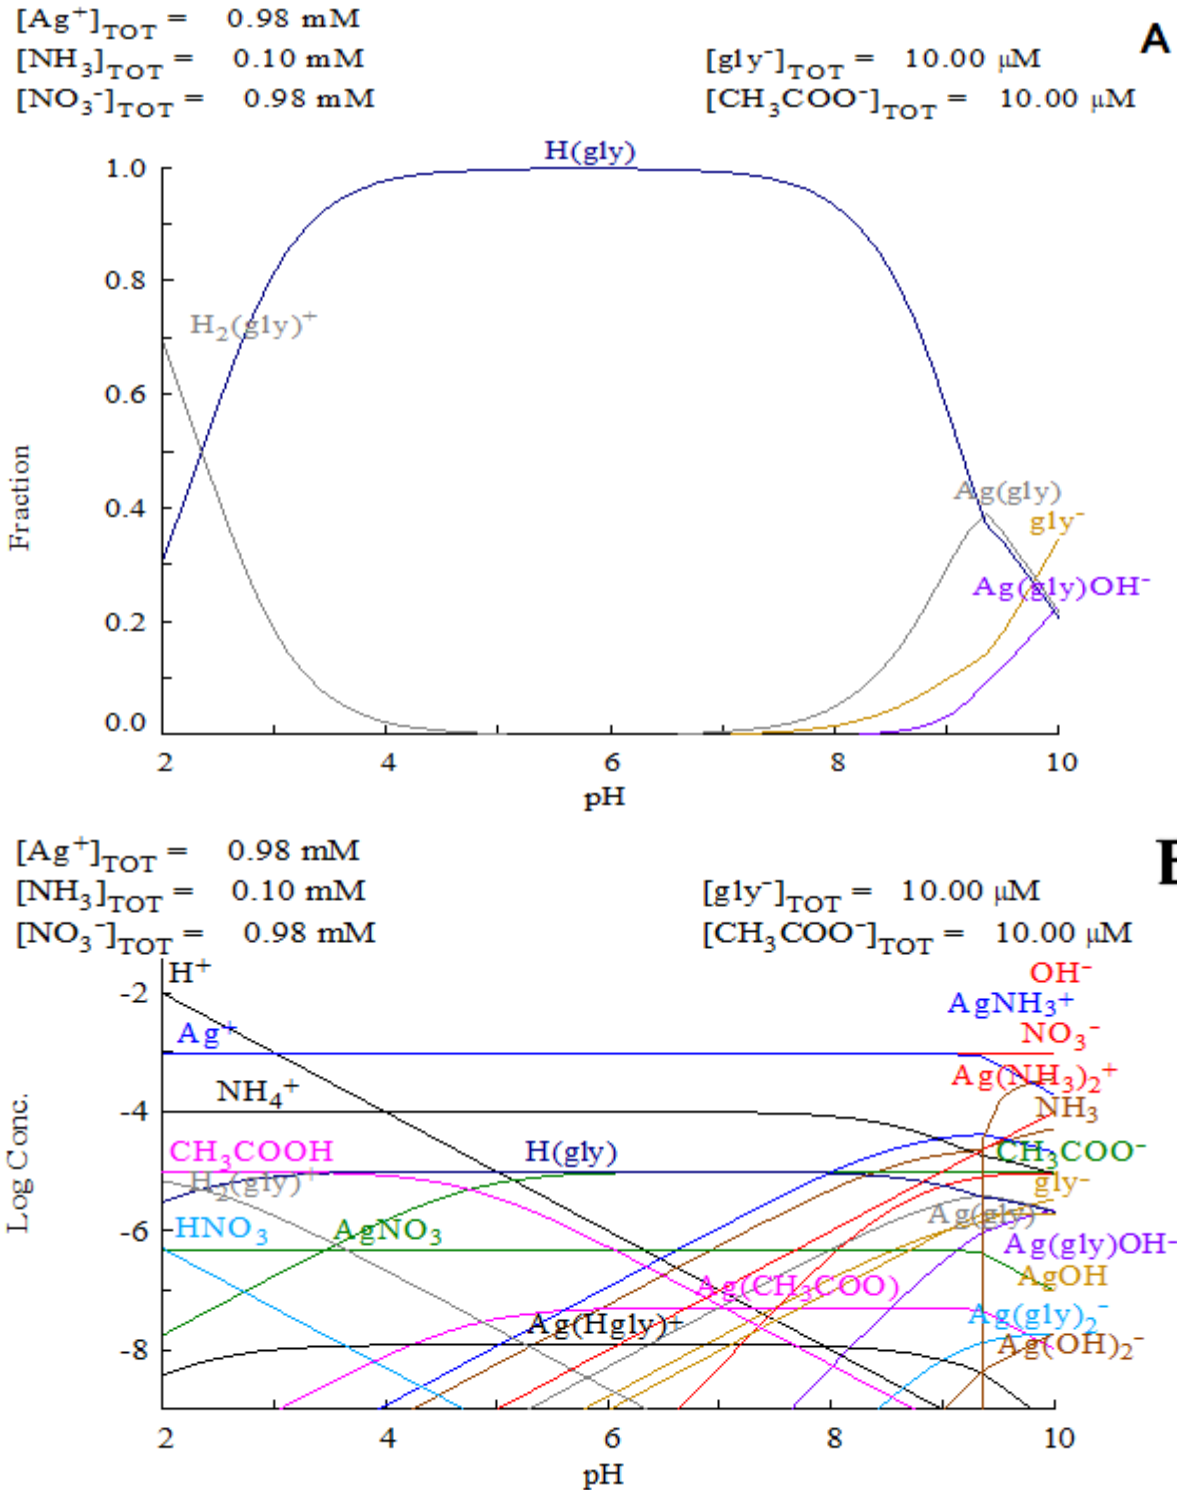 [Ag⁺]TOT = 0.98 mM
A
[NH₃]TOT = 0.10 mM [gly⁻]TOT = 10.00 µM
[NO₃⁻]TOT = 0.98 mM [CH₃COO⁻]TOT = 10.00 µM
H(gly)
1.0
0.8
H₂(gly)⁺
0.6
Fraction
0.4
Ag(gly)
gly⁻
Ag(gly)OH⁻
0.2
0.0
2 4 6 8 10
pH
[Ag⁺]TOT = 0.98 mM
[NH₃]TOT = 0.10 mM [gly⁻]TOT = 10.00 µM
[NO₃⁻]TOT = 0.98 mM [CH₃COO⁻]TOT = 10.00 µM
H⁺ OH⁻
-2
AgNH₃⁺
Ag⁺ NO₃⁻
Ag(NH₃)₂⁺
NH₄⁺ NH₃
-4
CH₃COOH H(gly) CH₃COO⁻
H₂(gly)⁺ gly⁻
Log Conc.
Ag(gly)
HNO₃ AgNO₃
-6
Ag(gly)OH⁻
Ag(CH₃COO) AgOH
Ag(Hgly)⁺ Ag(gly)₂⁻
-8
Ag(OH)₂⁻
2 4 6 8 10
pH